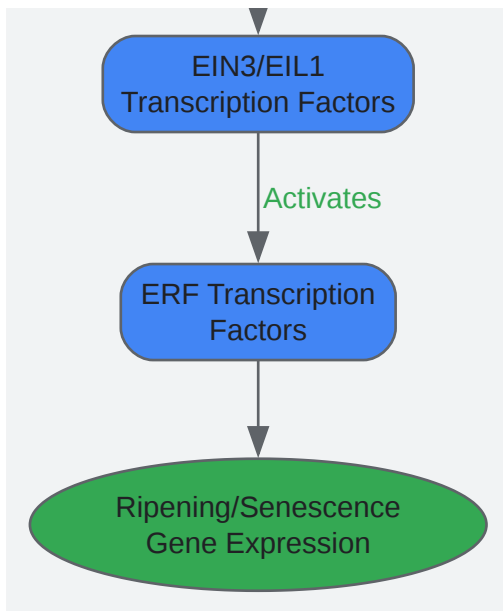 EIN3/EIL1
Transcription Factors
Activates
ERF Transcription
Factors
Ripening/Senescence
Gene Expression